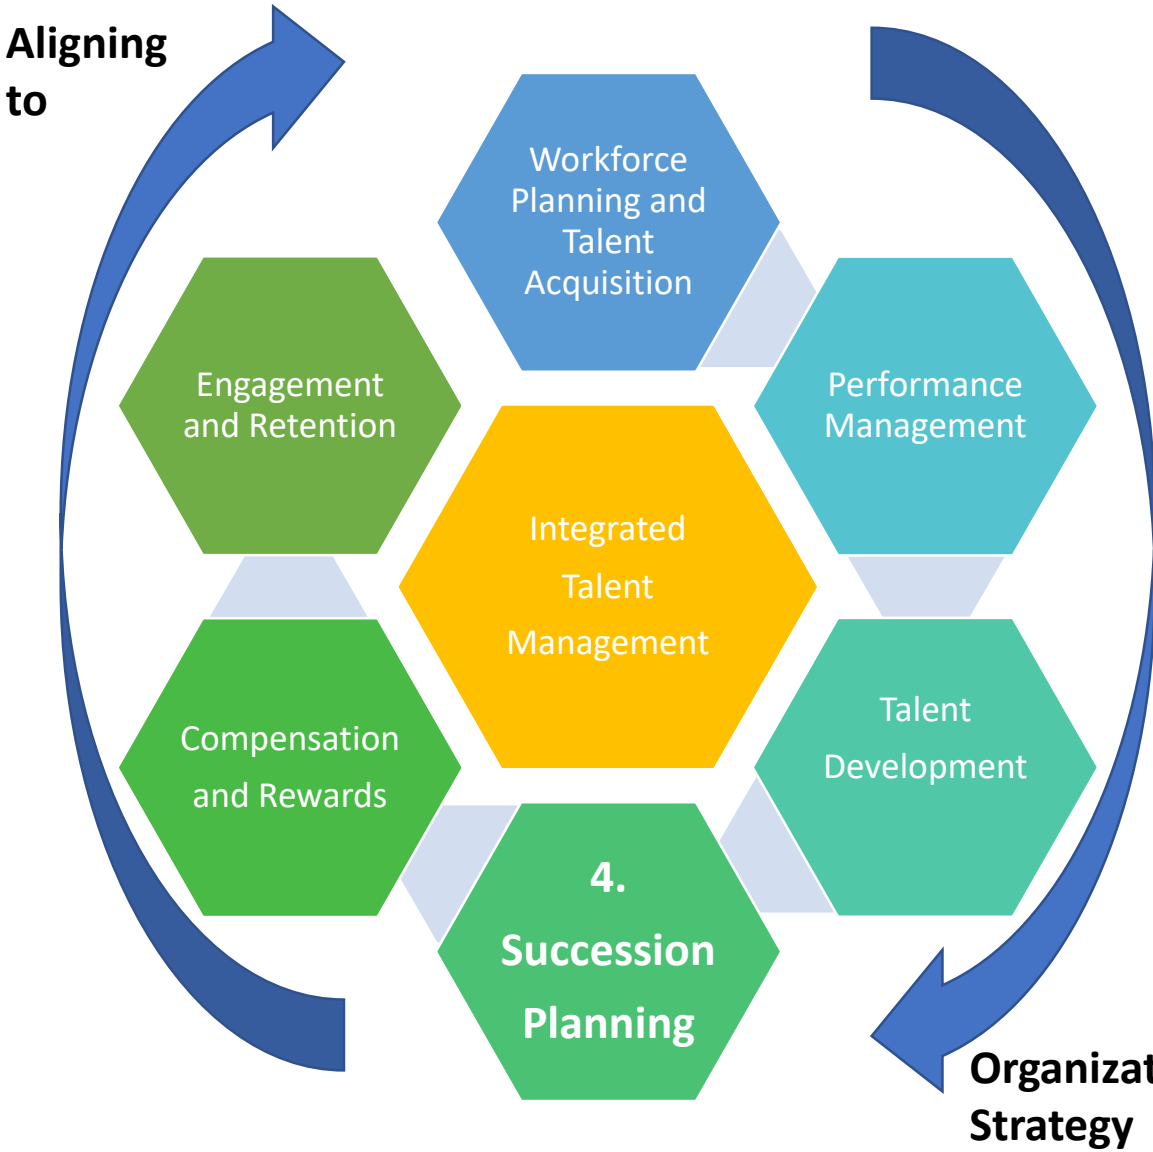 Aligning
to
Workforce
Planning and
Talent
Acquisition
Performance
Management
Talent
Development
4.
Succession
Planning
Compensation
and Rewards
Engagement
and Retention
Integrated
Talent
Management
Organizat
Strategy